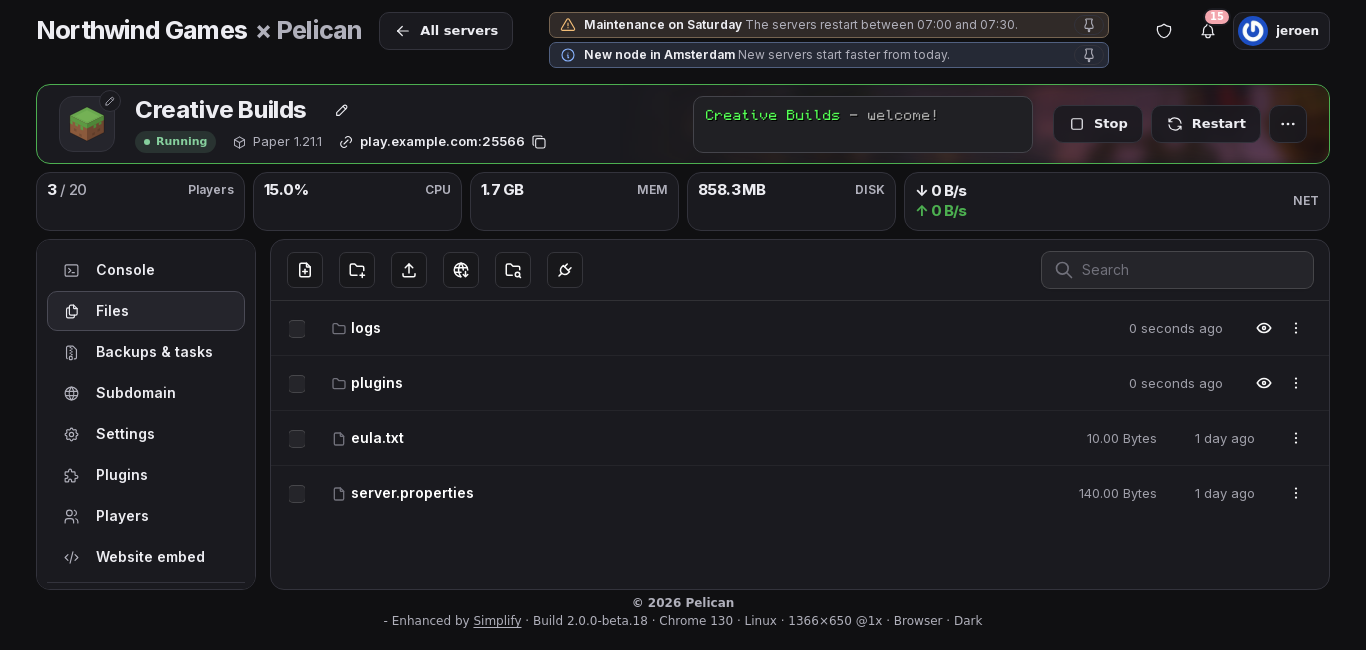 Northwind Games × Pelican
All servers
Maintenance on Saturday The servers restart between 07:00 and 07:30.
New node in Amsterdam New servers start faster from today.
15
jeroen
Creative Builds
Running
Paper 1.21.1
play.example.com:25566
Creative Builds – welcome!
Stop
Restart
3 / 20
Players
15.0%
CPU
1.7 GB
MEM
858.3 MB
DISK
↓ 0 B/s
↑ 0 B/s
NET
Console
Files
Backups & tasks
Subdomain
Settings
Plugins
Players
Website embed
Search
logs
0 seconds ago
plugins
0 seconds ago
eula.txt
10.00 Bytes
1 day ago
server.properties
140.00 Bytes
1 day ago
© 2026 Pelican
- Enhanced by Simplify · Build 2.0.0-beta.18 · Chrome 130 · Linux · 1366×650 @1x · Browser · Dark